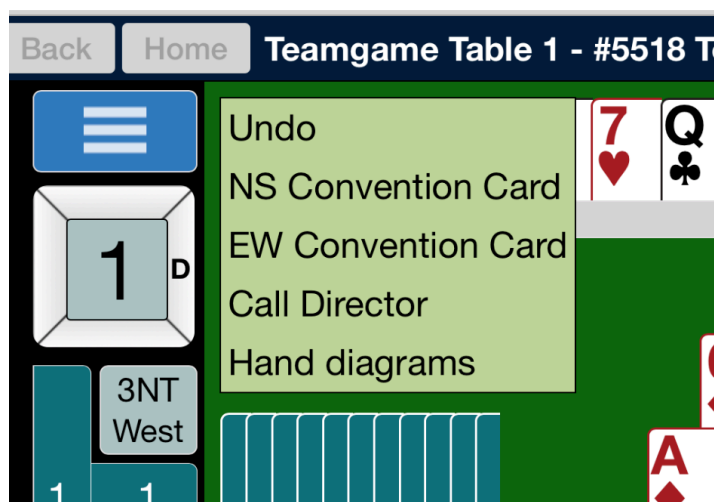 Back
Home
Teamgame Table 1 - #5518 T
Undo
NS Convention Card
EW Convention Card
Call Director
Hand diagrams
7
Q
1
D
3NT
West
1
1
A